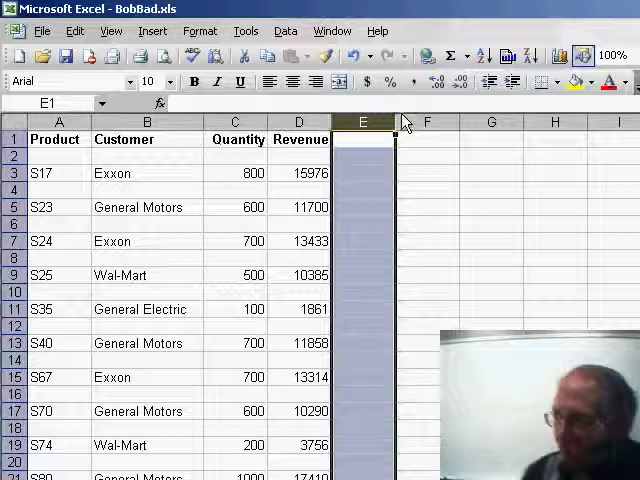 Microsoft Excel - BobBad.xls
File Edit View Insert Format Tools Data Window Help
Σ 100%
Arial 10 B I U $ % , A
E1 fx
A B C D E F G H I
1 Product Customer Quantity Revenue
2
3 S17 Exxon 800 15976
4
5 S23 General Motors 600 11700
6
7 S24 Exxon 700 13433
8
9 S25 Wal-Mart 500 10385
10
11 S35 General Electric 100 1861
12
13 S40 General Motors 700 11858
14
15 S67 Exxon 700 13314
16
17 S70 General Motors 600 10290
18
19 S74 Wal-Mart 200 3756
20
21 S80 General Motors 1000 17410